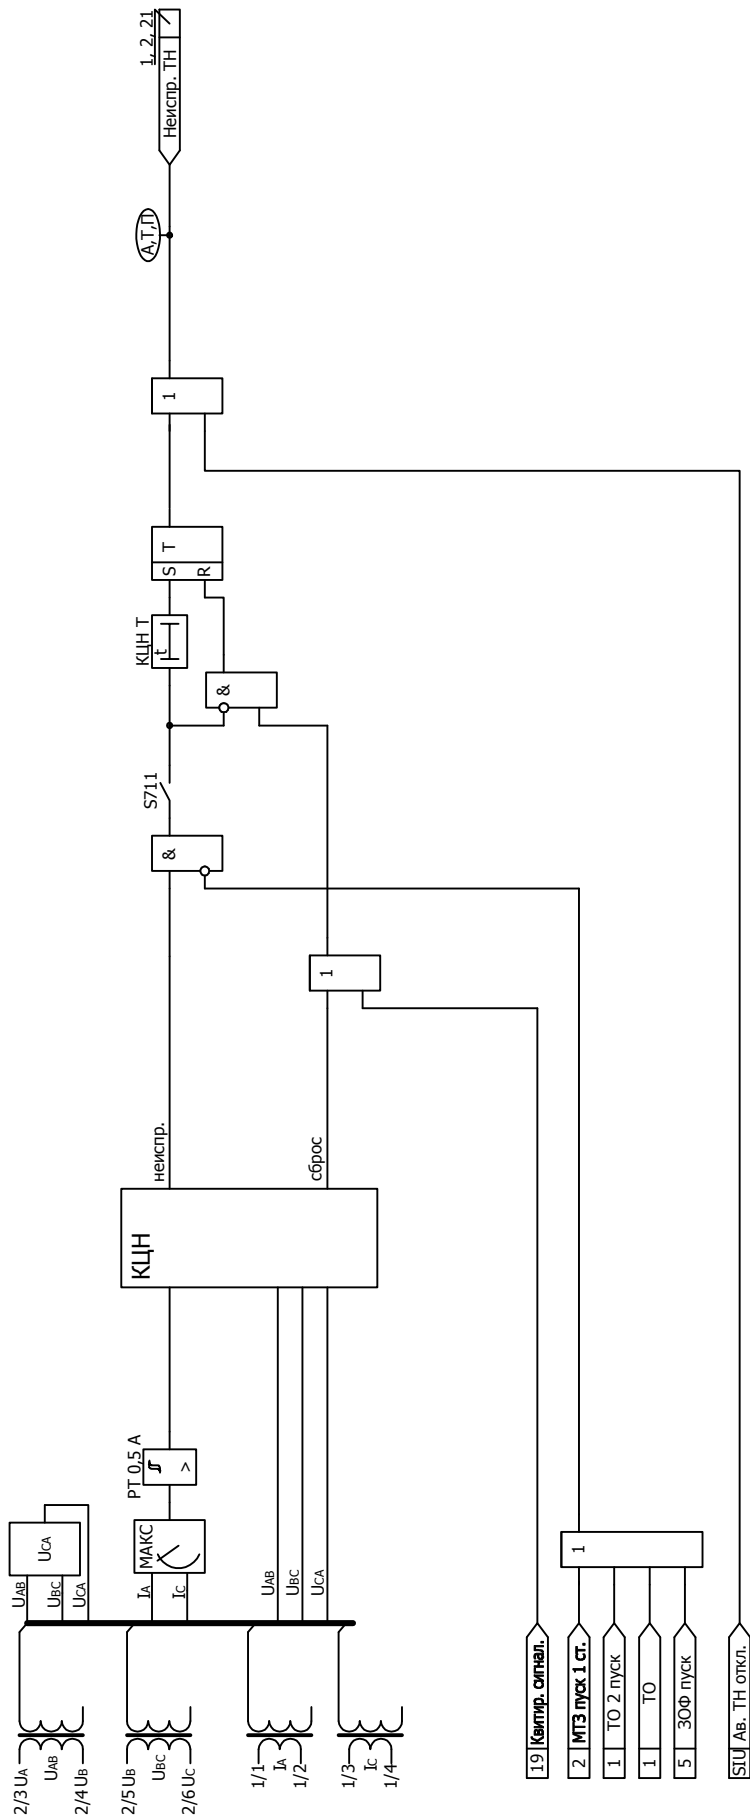 2/3 UA
UAB
2/4 UB
2/5 UB
UBC
2/6 UC
1/1
IA
1/2
1/3
IC
1/4
UAB
UBC
UCA
UCA
IA
IC
МАКС
РТ 0,5 А
>
UAB
UBC
UCA
КЦН
неиспр.
сброс
1
&
S711
&
КЦН Т
t
S
R
T
1
А,Т,П
Неиспр. ТН
1, 2, 21
19 Квитир. сигнал.
2 МТЗ пуск 1 ст.
1 ТО 2 пуск
1 ТО
5 ЗОФ пуск
1
SIU Ав. ТН откл.